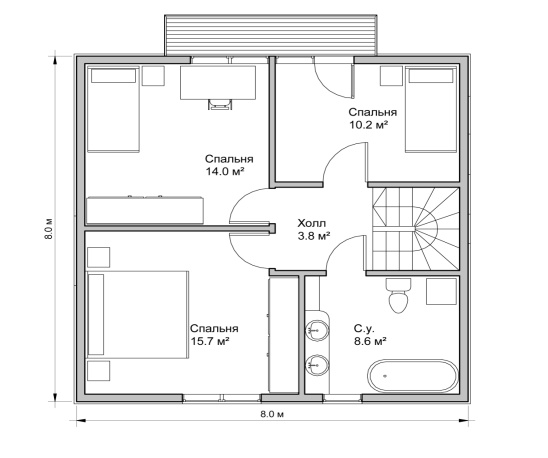 Спальня
10.2 м²
Спальня
14.0 м²
Холл
3.8 м²
8.0 м
Спальня
15.7 м²
С.у.
8.6 м²
8.0 м